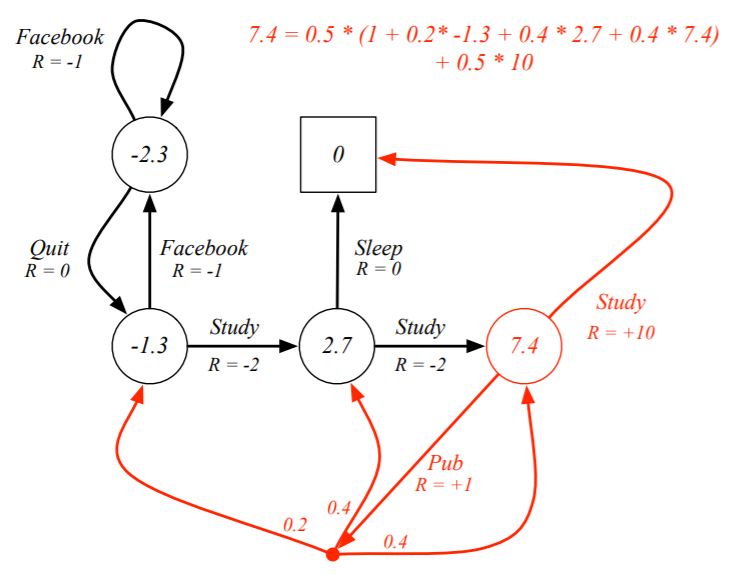 Facebook
R = -1
7.4 = 0.5 * (1 + 0.2* -1.3 + 0.4 * 2.7 + 0.4 * 7.4)
+ 0.5 * 10
-2.3
0
Quit
R = 0
Facebook
R = -1
Sleep
R = 0
Study
R = +10
-1.3
Study
R = -2
2.7
Study
R = -2
7.4
Pub
R = +1
0.2
0.4
0.4